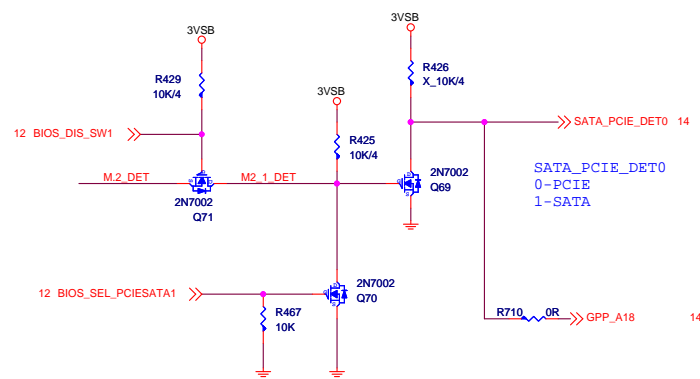 3VSB
R429
10K/4
12 BIOS_DIS_SW1
M.2_DET
2N7002
Q71
M2_1_DET
3VSB
R425
10K/4
3VSB
R426
X_10K/4
2N7002
Q69
SATA_PCIE_DET0 14
SATA_PCIE_DET0
0-PCIE
1-SATA
12 BIOS_SEL_PCIESATA1
R467
10K
2N7002
Q70
R710 0R
GPP_A18 14